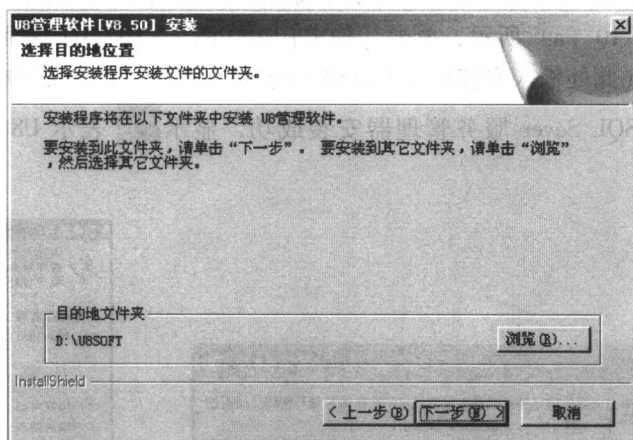 U8管理软件[V8.50] 安装
选择目的地位置
选择安装程序安装文件的文件夹。
安装程序将在以下文件夹中安装 U8管理软件。
要安装到此文件夹，请单击“下一步”。 要安装到其它文件夹，请单击“浏览”
，然后选择其它文件夹。
目的地文件夹
D:\U8SOFT
浏览(R)...
InstallShield
< 上一步(B)
下一步(N) >
取消